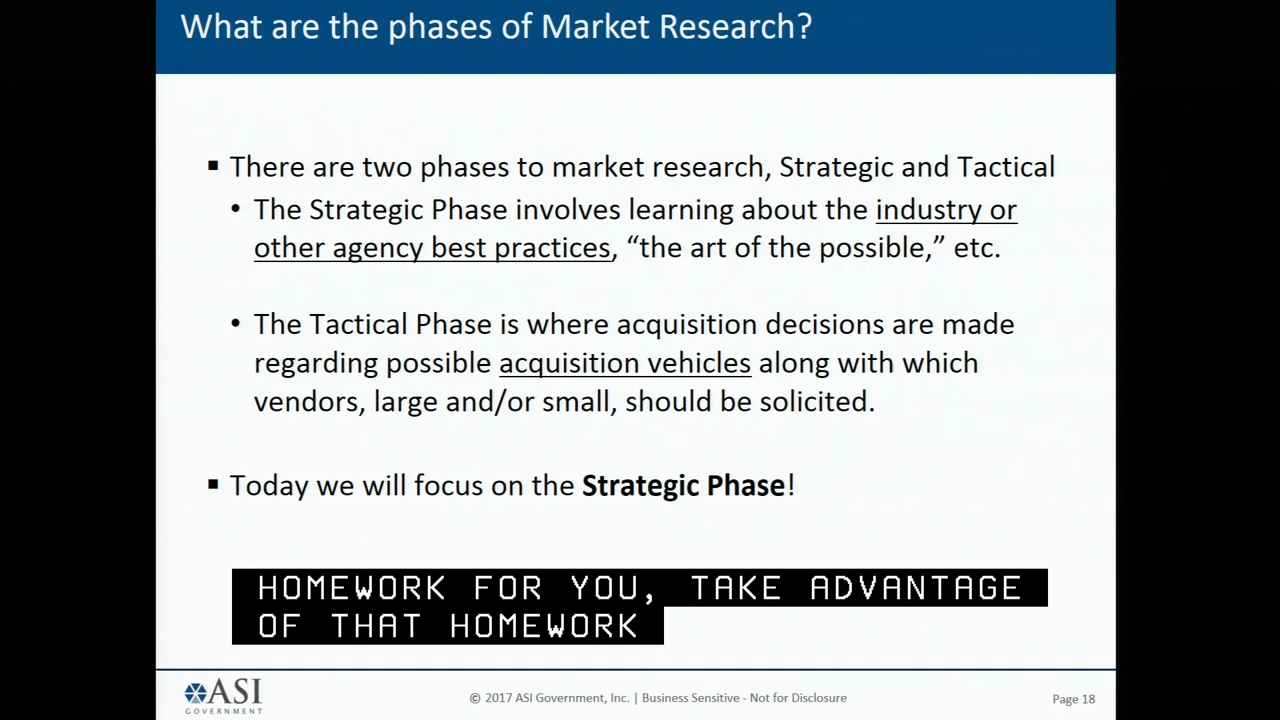 What are the phases of Market Research?
▪ There are two phases to market research, Strategic and Tactical
• The Strategic Phase involves learning about the industry or
other agency best practices, “the art of the possible,” etc.
• The Tactical Phase is where acquisition decisions are made
regarding possible acquisition vehicles along with which
vendors, large and/or small, should be solicited.
▪ Today we will focus on the Strategic Phase!
HOMEWORK FOR YOU, TAKE ADVANTAGE
OF THAT HOMEWORK
ASI
GOVERNMENT
© 2017 ASI Government, Inc. | Business Sensitive - Not for Disclosure
Page 18